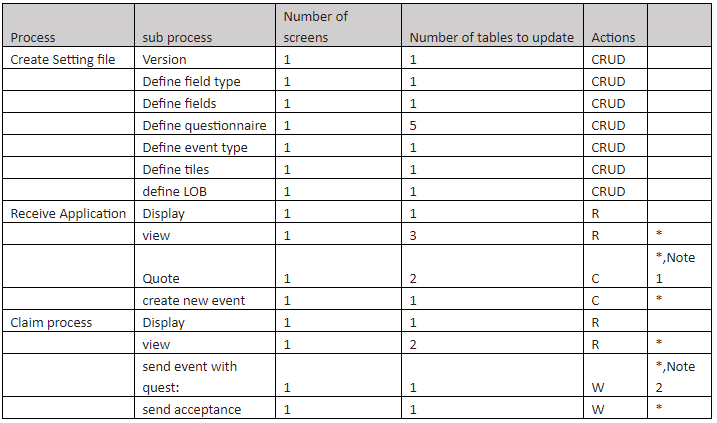 Process sub process Number of screens Number of tables to update Actions
Create Setting file Version 1 1 CRUD
Define field type 1 1 CRUD
Define fields 1 1 CRUD
Define questionnaire 1 5 CRUD
Define event type 1 1 CRUD
Define tiles 1 1 CRUD
define LOB 1 1 CRUD
Receive Application Display 1 1 R
view 1 3 R *
Quote 1 2 C *,Note 1
create new event 1 1 C *
Claim process Display 1 1 R
view 1 2 R *
send event with quest: 1 1 W *,Note 2
send acceptance 1 1 W *